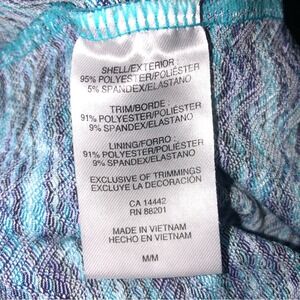 SHELL/EXTERIOR :
95% POLYESTER/POLIÉSTER
5% SPANDEX/ELASTANO
TRIM/BORDE :
91% POLYESTER/POLIÉSTER
9% SPANDEX/ELASTANO
LINING/FORRO :
91% POLYESTER/POLIÉSTER
9% SPANDEX/ELASTANO
EXCLUSIVE OF TRIMMINGS
EXCLUYE LA DECORACIÓN
CA 14442
RN 88201
MADE IN VIETNAM
HECHO EN VIETNAM
M/M